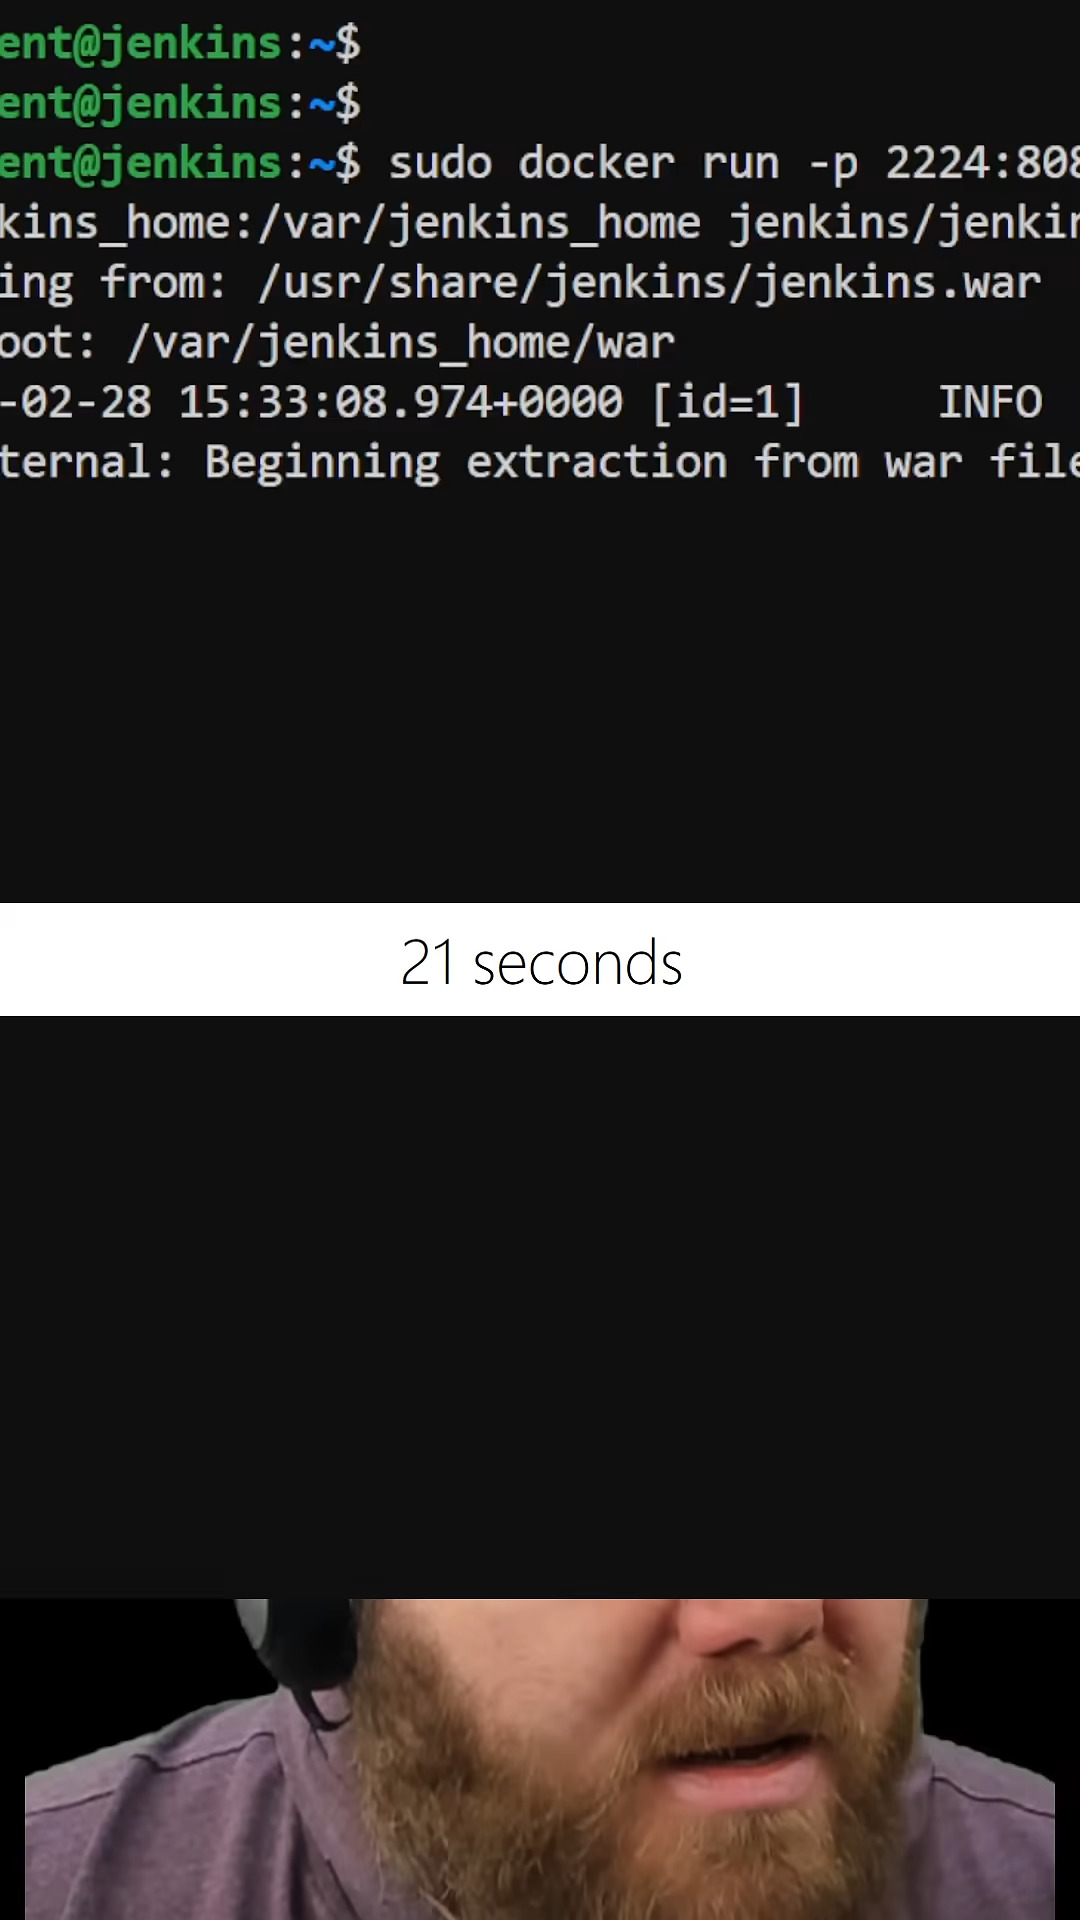 ent@jenkins:~$
ent@jenkins:~$
ent@jenkins:~$ sudo docker run -p 2224:808
kins_home:/var/jenkins_home jenkins/jenkin
ing from: /usr/share/jenkins/jenkins.war
oot: /var/jenkins_home/war
-02-28 15:33:08.974+0000 [id=1]     INFO
ternal: Beginning extraction from war file
21 seconds